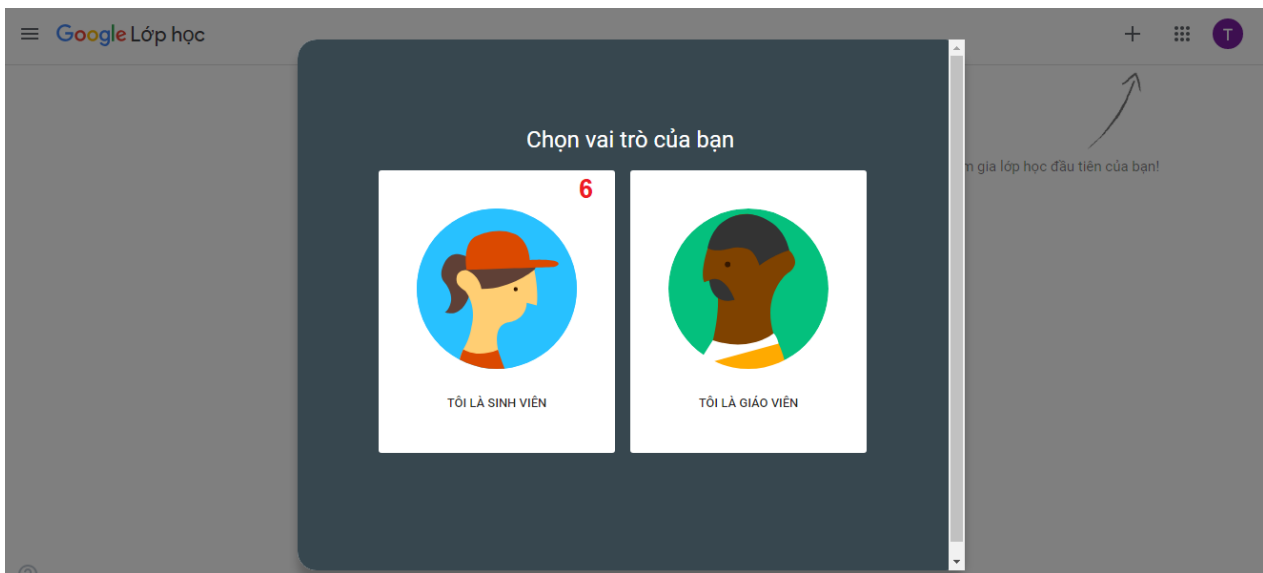 Google Lớp học
T
Chọn vai trò của bạn
gia lớp học đầu tiên của bạn!
6
TÔI LÀ SINH VIÊN
TÔI LÀ GIÁO VIÊN